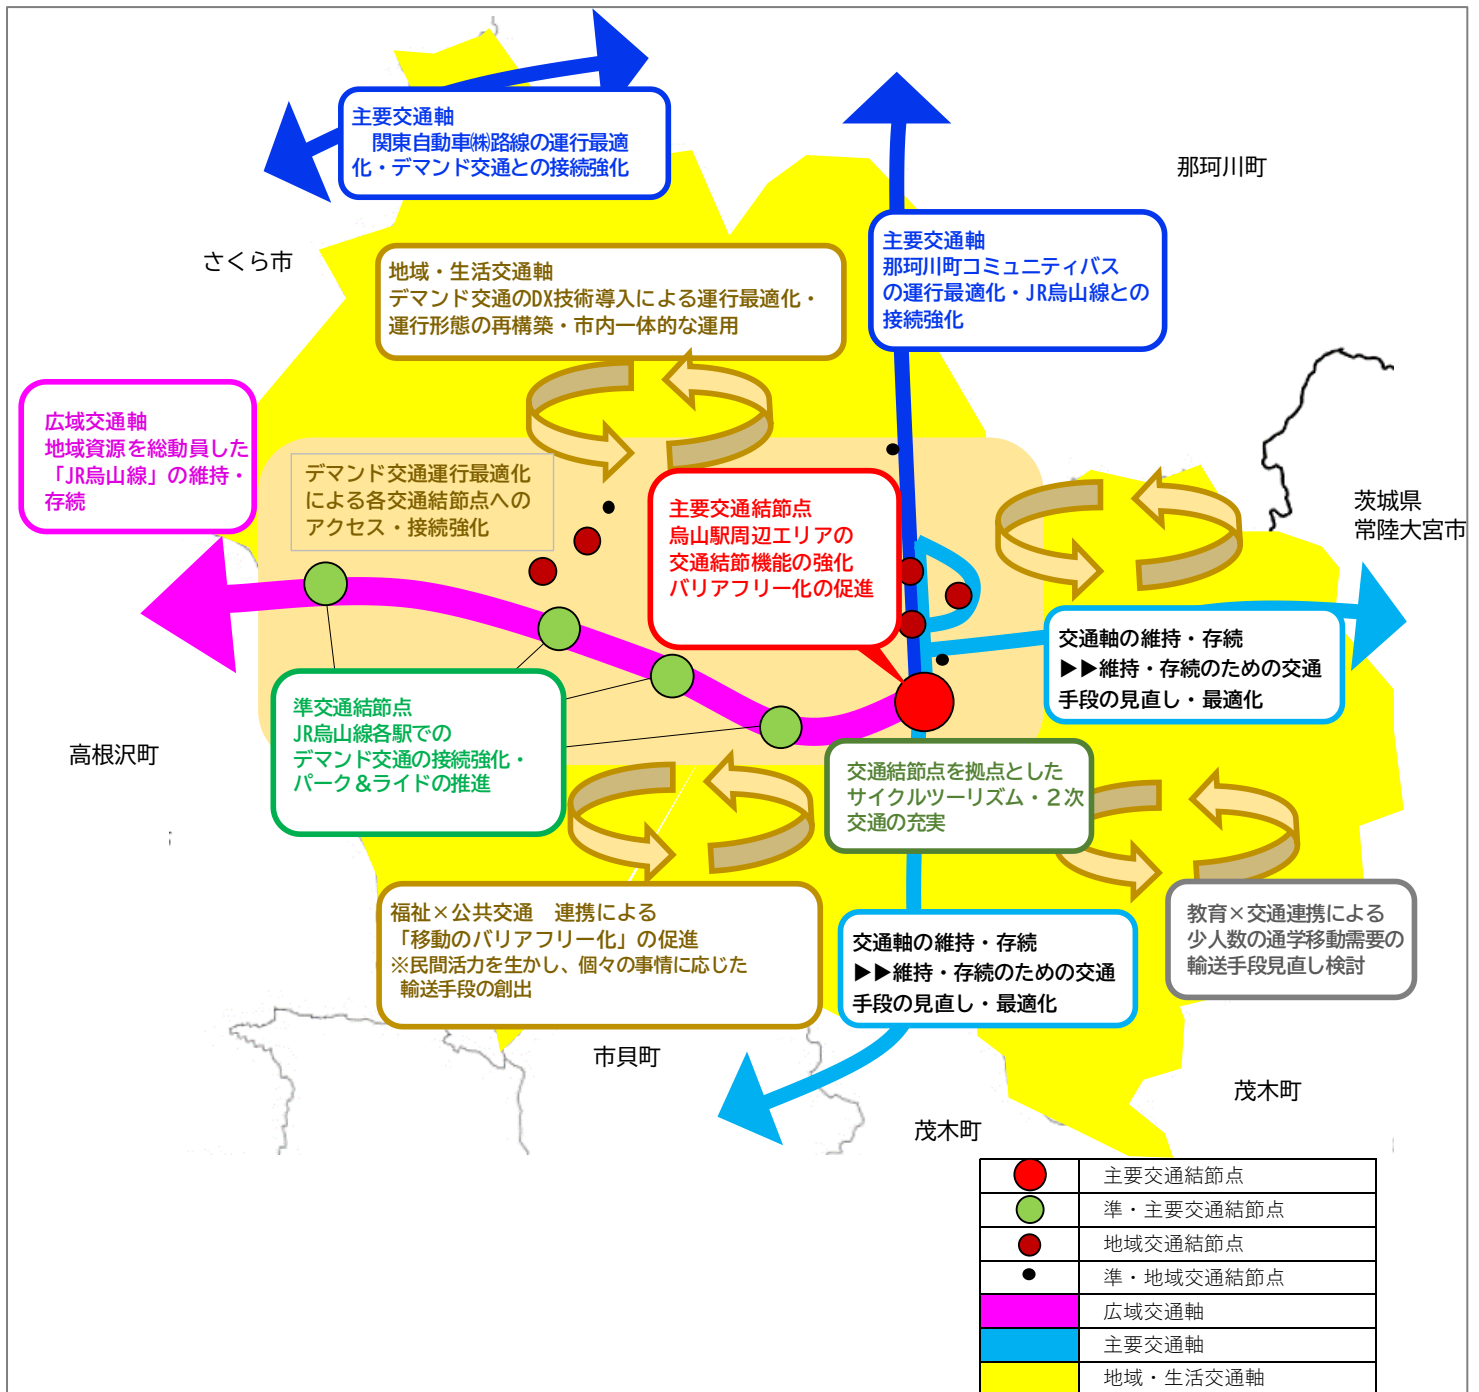 主要交通軸
関東自動車㈱路線の運行最適
化・デマンド交通との接続強化
那珂川町
さくら市
主要交通軸
那珂川町コミュニティバス
の運行最適化・JR烏山線との
接続強化
地域・生活交通軸
デマンド交通のDX技術導入による運行最適化・
運行形態の再構築・市内一体的な運用
広域交通軸
地域資源を総動員した
「JR烏山線」の維持・
存続
デマンド交通運行最適化
による各交通結節点への
アクセス・接続強化
主要交通結節点
烏山駅周辺エリアの
交通結節機能の強化
バリアフリー化の促進
茨城県
常陸大宮市
交通軸の維持・存続
▶▶維持・存続のための交通
手段の見直し・最適化
準交通結節点
JR烏山線各駅での
デマンド交通の接続強化・
パーク＆ライドの推進
高根沢町
交通結節点を拠点とした
サイクルツーリズム・２次
交通の充実
福祉×公共交通　連携による
「移動のバリアフリー化」の促進
※民間活力を生かし、個々の事情に応じた
輸送手段の創出
交通軸の維持・存続
▶▶維持・存続のための交通
手段の見直し・最適化
教育×交通連携による
少人数の通学移動需要の
輸送手段見直し検討
市貝町
茂木町
茂木町
主要交通結節点
準・主要交通結節点
地域交通結節点
準・地域交通結節点
広域交通軸
主要交通軸
地域・生活交通軸